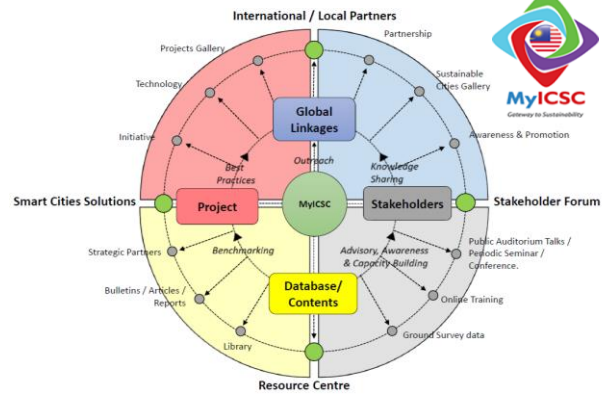 International / Local Partners
Projects Gallery
Partnership
Technology
Sustainable
Cities Gallery
MyICSC
Gateway to Sustainability
Initiative
Global
Linkages
Awareness & Promotion
Best
Practices
Outreach
Knowledge
Sharing
Smart Cities Solutions
Project
MyICSC
Stakeholders
Stakeholder Forum
Strategic Partners
Benchmarking
Advisory, Awareness
& Capacity Building
Public Auditorium Talks /
Periodic Seminar /
Conference.
Bulletins / Articles /
Reports
Database/
Contents
Online Training
Library
Ground Survey data
Resource Centre